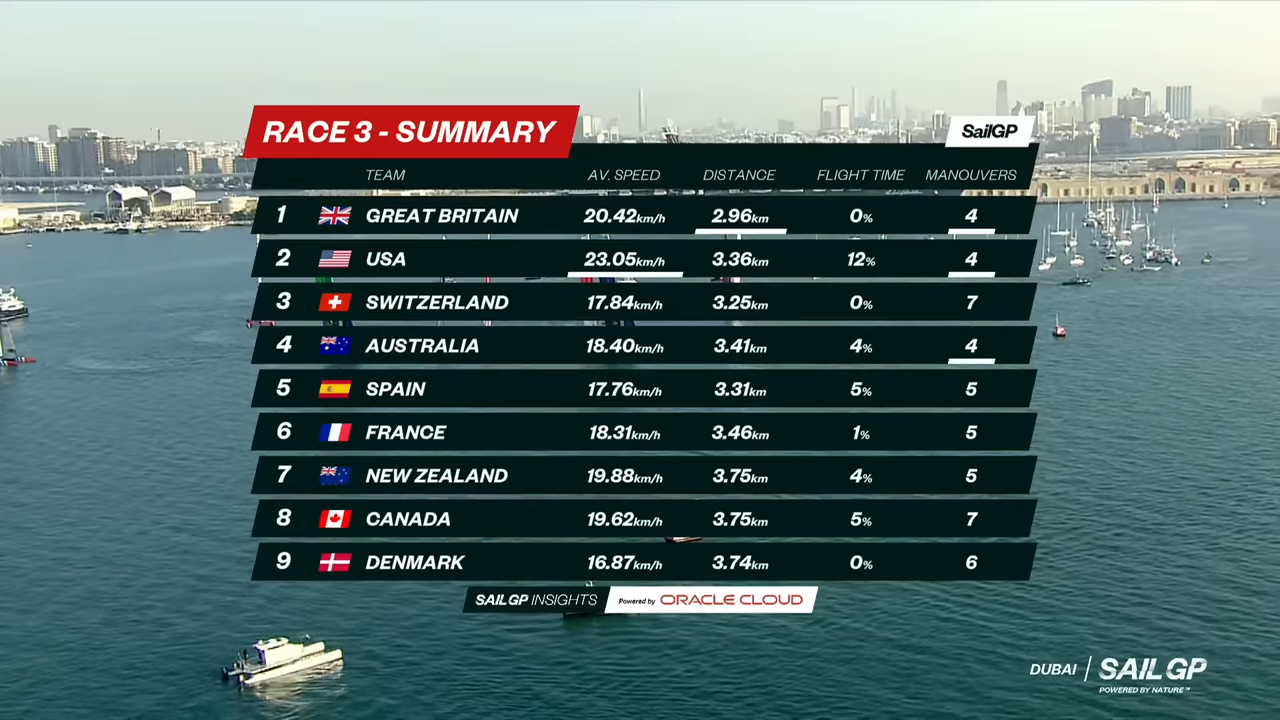 RACE 3 - SUMMARY
SailGP
TEAM AV. SPEED DISTANCE FLIGHT TIME MANOUVERS
1 GREAT BRITAIN 20.42km/h 2.96km 0% 4
2 USA 23.05km/h 3.36km 12% 4
3 SWITZERLAND 17.84km/h 3.25km 0% 7
4 AUSTRALIA 18.40km/h 3.41km 4% 4
5 SPAIN 17.76km/h 3.31km 5% 5
6 FRANCE 18.31km/h 3.46km 1% 5
7 NEW ZEALAND 19.88km/h 3.75km 4% 5
8 CANADA 19.62km/h 3.75km 5% 7
9 DENMARK 16.87km/h 3.74km 0% 6
SAIL GP INSIGHTS Powered by ORACLE CLOUD
DUBAI | SAIL GP
POWERED BY NATURE™